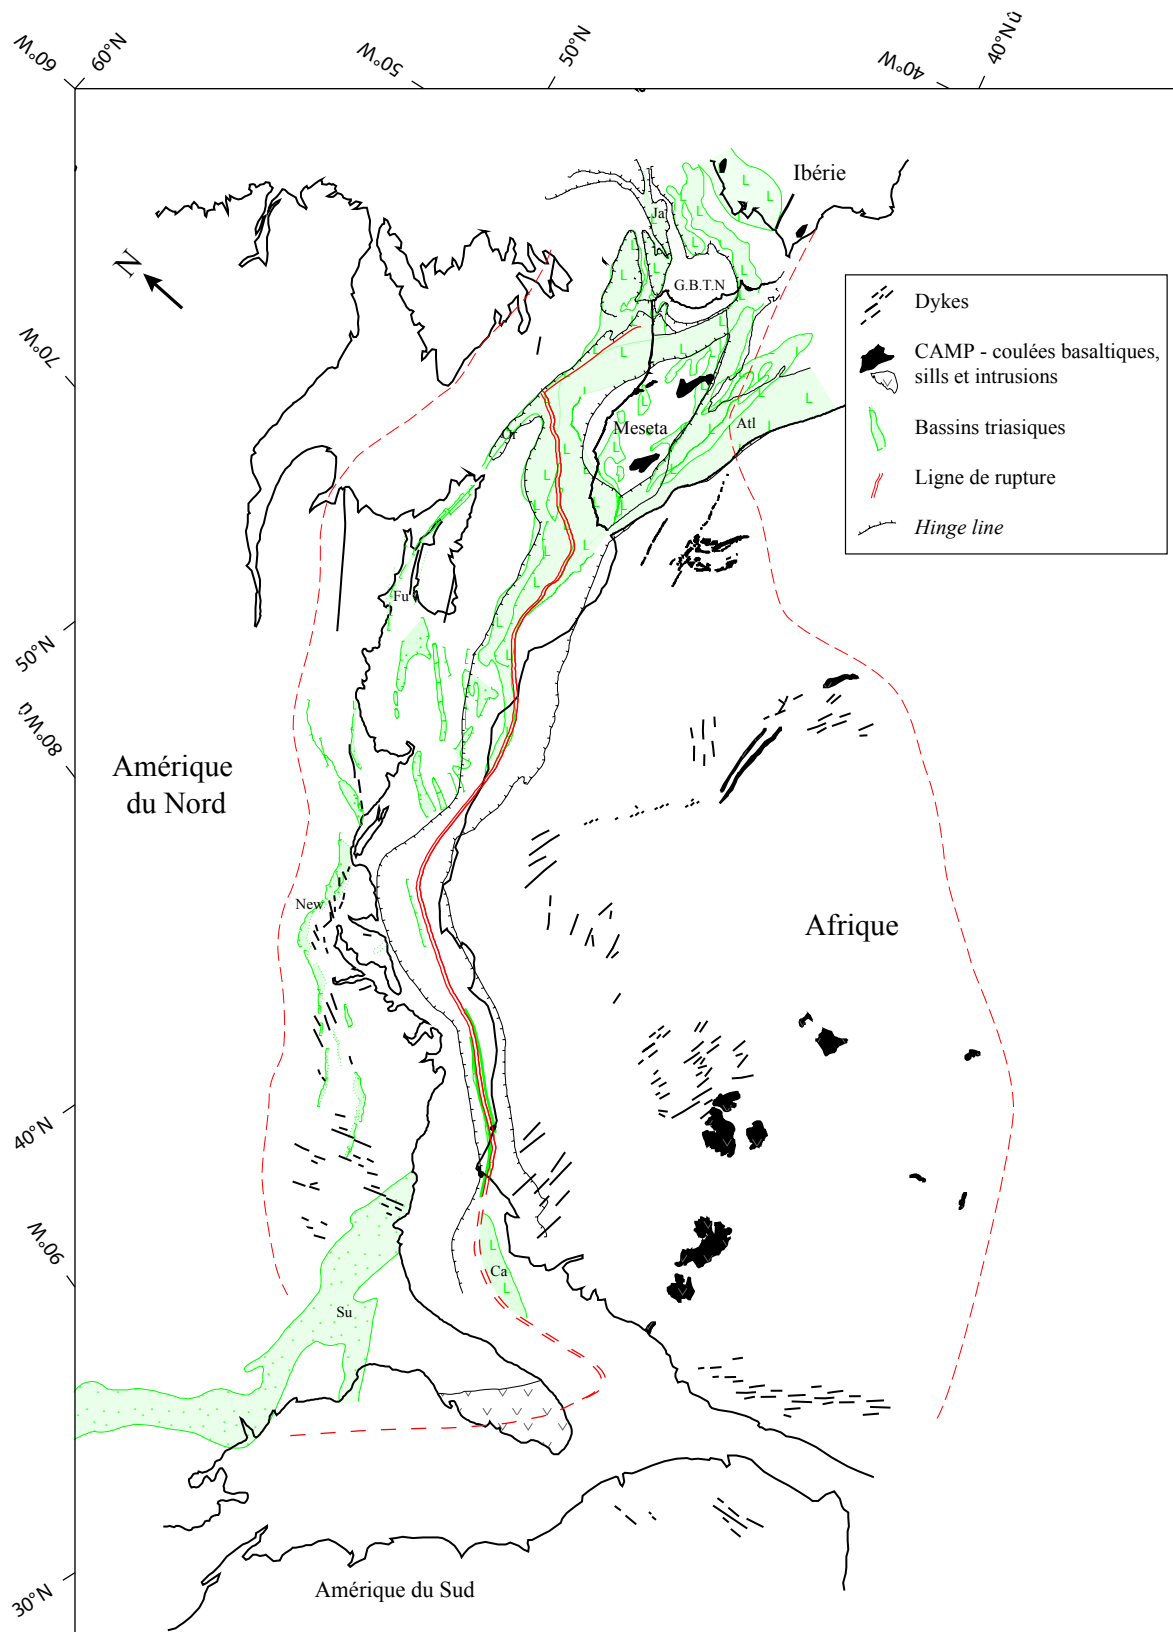 60°W
60°N
50°W
50°N
40°W
40°N û
Ibérie
Ja
N
G.B.T.N
Dykes
CAMP - coulées basaltiques,
sills et intrusions
70°W
Meseta
Atl
Or
Bassins triasiques
Ligne de rupture
Hinge line
Fu
50°N
80°W û
Amérique
du Nord
New
Afrique
40°N
90°W
Ca
Su
30°N
Amérique du Sud